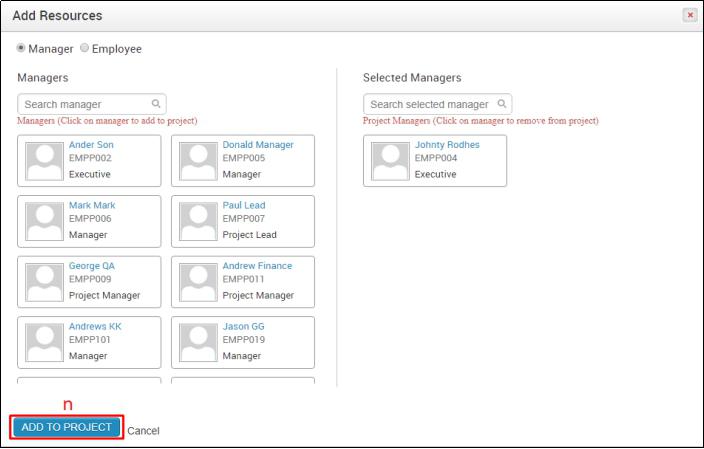 Add Resources
Manager Employee
Managers
Search manager
Managers (Click on manager to add to project)
Ander Son
EMPP002
Executive
Donald Manager
EMPP005
Manager
Mark Mark
EMPP006
Manager
Paul Lead
EMPP007
Project Lead
George QA
EMPP009
Project Manager
Andrew Finance
EMPP011
Project Manager
Andrews KK
EMPP101
Manager
Jason GG
EMPP019
Manager
Selected Managers
Search selected manager
Project Managers (Click on manager to remove from project)
Johnty Rodhes
EMPP004
Executive
n
ADD TO PROJECT Cancel